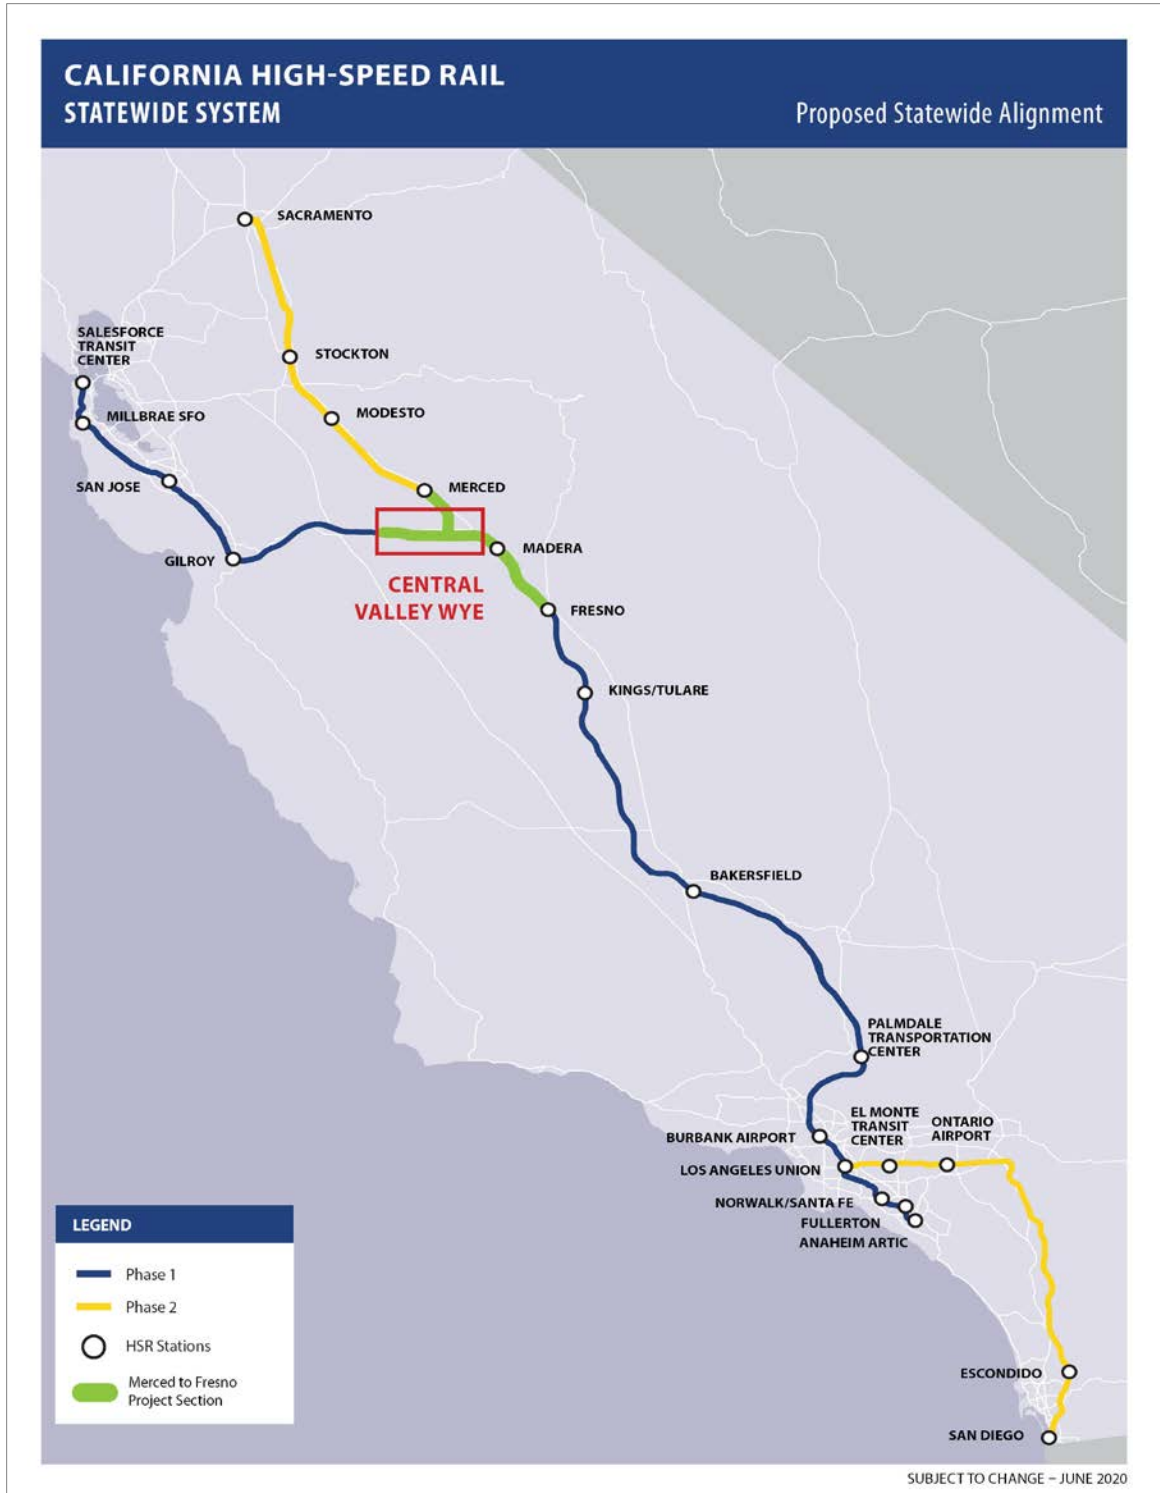 CALIFORNIA HIGH-SPEED RAIL
STATEWIDE SYSTEM
Proposed Statewide Alignment
SACRAMENTO
SALESFORCE
TRANSIT
CENTER
STOCKTON
MILLBRAE SFO
MODESTO
SAN JOSE
MERCED
GILROY
MADERA
CENTRAL
VALLEY WYE
FRESNO
KINGS/TULARE
BAKERSFIELD
PALMDALE
TRANSPORTATION
CENTER
EL MONTE
TRANSIT
CENTER
ONTARIO
AIRPORT
BURBANK AIRPORT
LOS ANGELES UNION
NORWALK/SANTA FE
FULLERTON
ANAHEIM ARTIC
ESCONDIDO
SAN DIEGO
LEGEND
Phase 1
Phase 2
HSR Stations
Merced to Fresno
Project Section
SUBJECT TO CHANGE – JUNE 2020